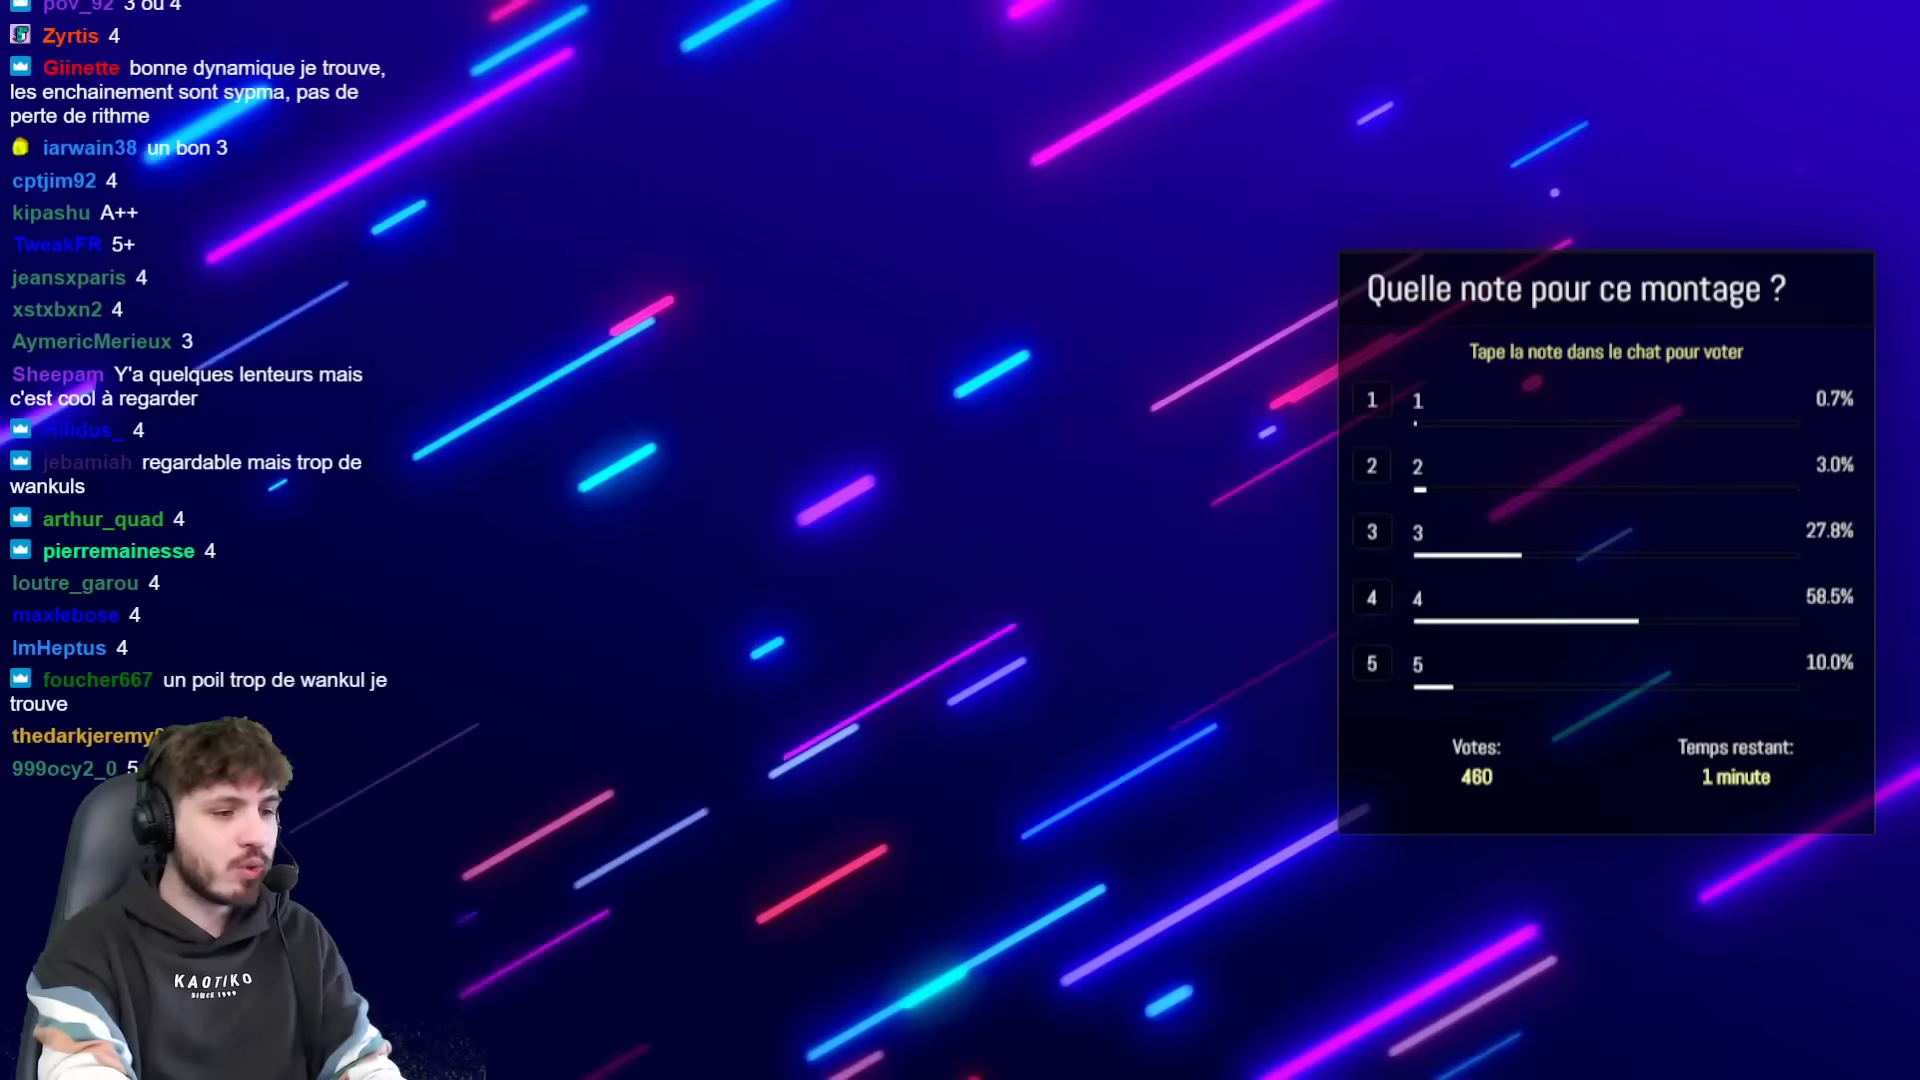 pov_92 3 ou 4
Zyrtis 4
Giinette bonne dynamique je trouve,
les enchainement sont sypma, pas de
perte de rithme
iarwain38 un bon 3
cptjim92 4
kipashu A++
TweakFR 5+
jeansxparis 4
xstxbxn2 4
AymericMerieux 3
Sheepam Y'a quelques lenteurs mais
c'est cool à regarder
4
jebamiah regardable mais trop de
wankuls
arthur_quad 4
pierremainesse 4
loutre_garou 4
maxlebose 4
ImHeptus 4
foucher667 un poil trop de wankul je
trouve
999ocy2_0 5
KAOTIKO
SINCE 1999
Quelle note pour ce montage ?
Tape la note dans le chat pour voter
1 1 0.7%
2 2 3.0%
3 3 27.8%
4 4 58.5%
5 5 10.0%
Votes: Temps restant:
460 1 minute